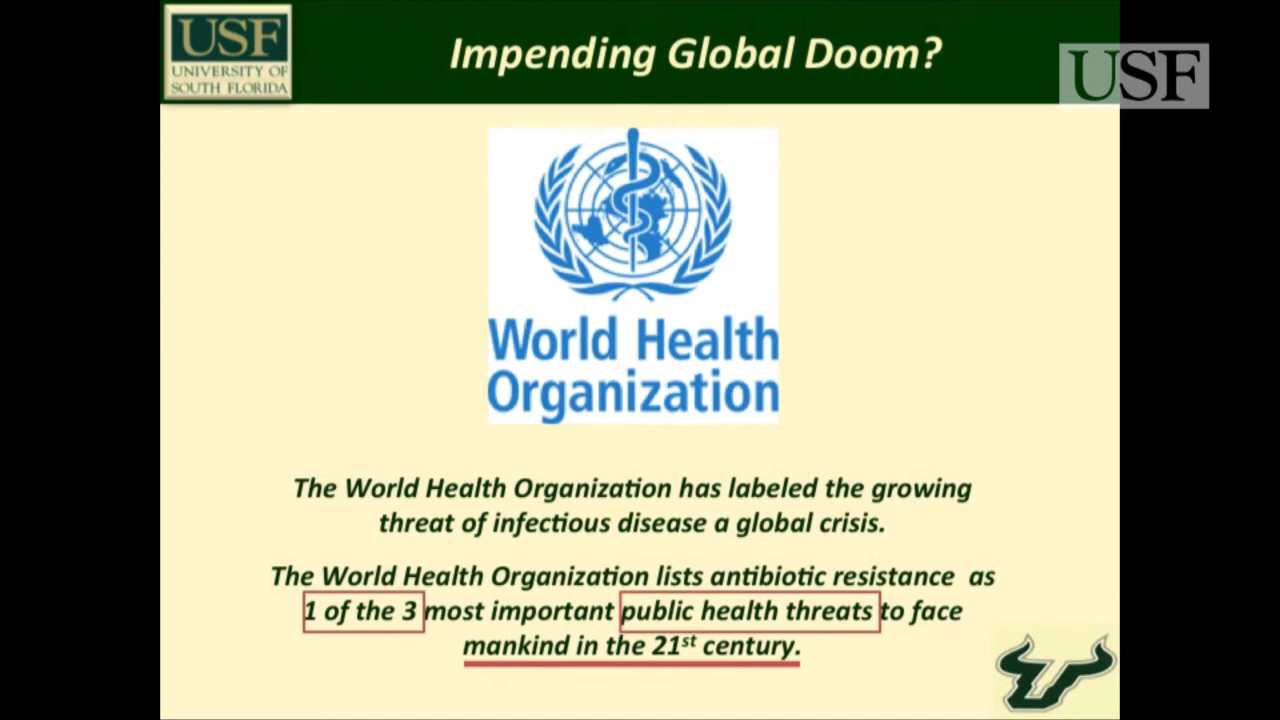 USF
UNIVERSITY OF
SOUTH FLORIDA
Impending Global Doom?
USF
World Health
Organization
The World Health Organization has labeled the growing
threat of infectious disease a global crisis.
The World Health Organization lists antibiotic resistance as
1 of the 3 most important public health threats to face
mankind in the 21st century.